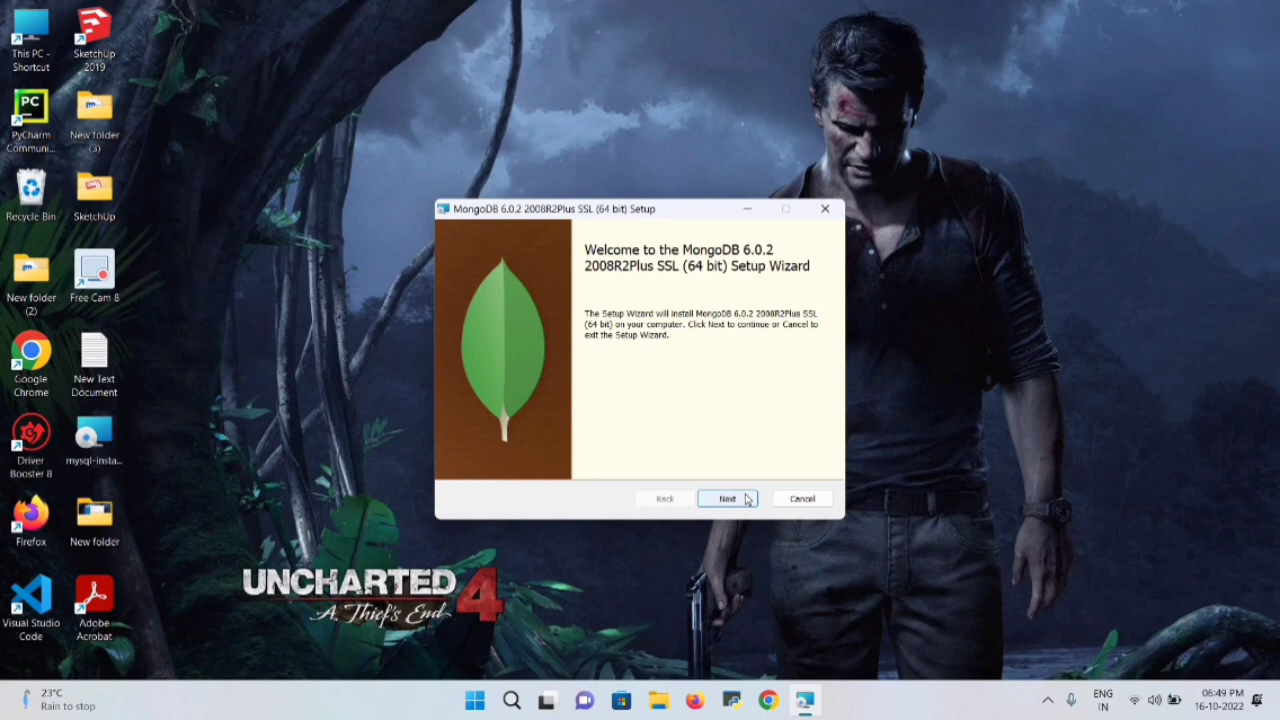 This PC -
Shortcut
SketchUp
2019
PC
PyCharm
Communi...
New folder
(3)
Recycle Bin
SketchUp
New folder
(2)
Free Cam 8
Google
Chrome
New Text
Document
Driver
Booster 8
mysql-insta...
Firefox
New folder
Visual Studio
Code
Adobe
Acrobat
MongoDB 6.0.2 2008R2Plus SSL (64 bit) Setup
Welcome to the MongoDB 6.0.2
2008R2Plus SSL (64 bit) Setup Wizard
The Setup Wizard will install MongoDB 6.0.2 2008R2Plus SSL
(64 bit) on your computer. Click Next to continue or Cancel to
exit the Setup Wizard.
Back
Next
Cancel
UNCHARTED 4
A Thief's End
23°C
Rain to stop
ENG
IN
06:49 PM
16-10-2022